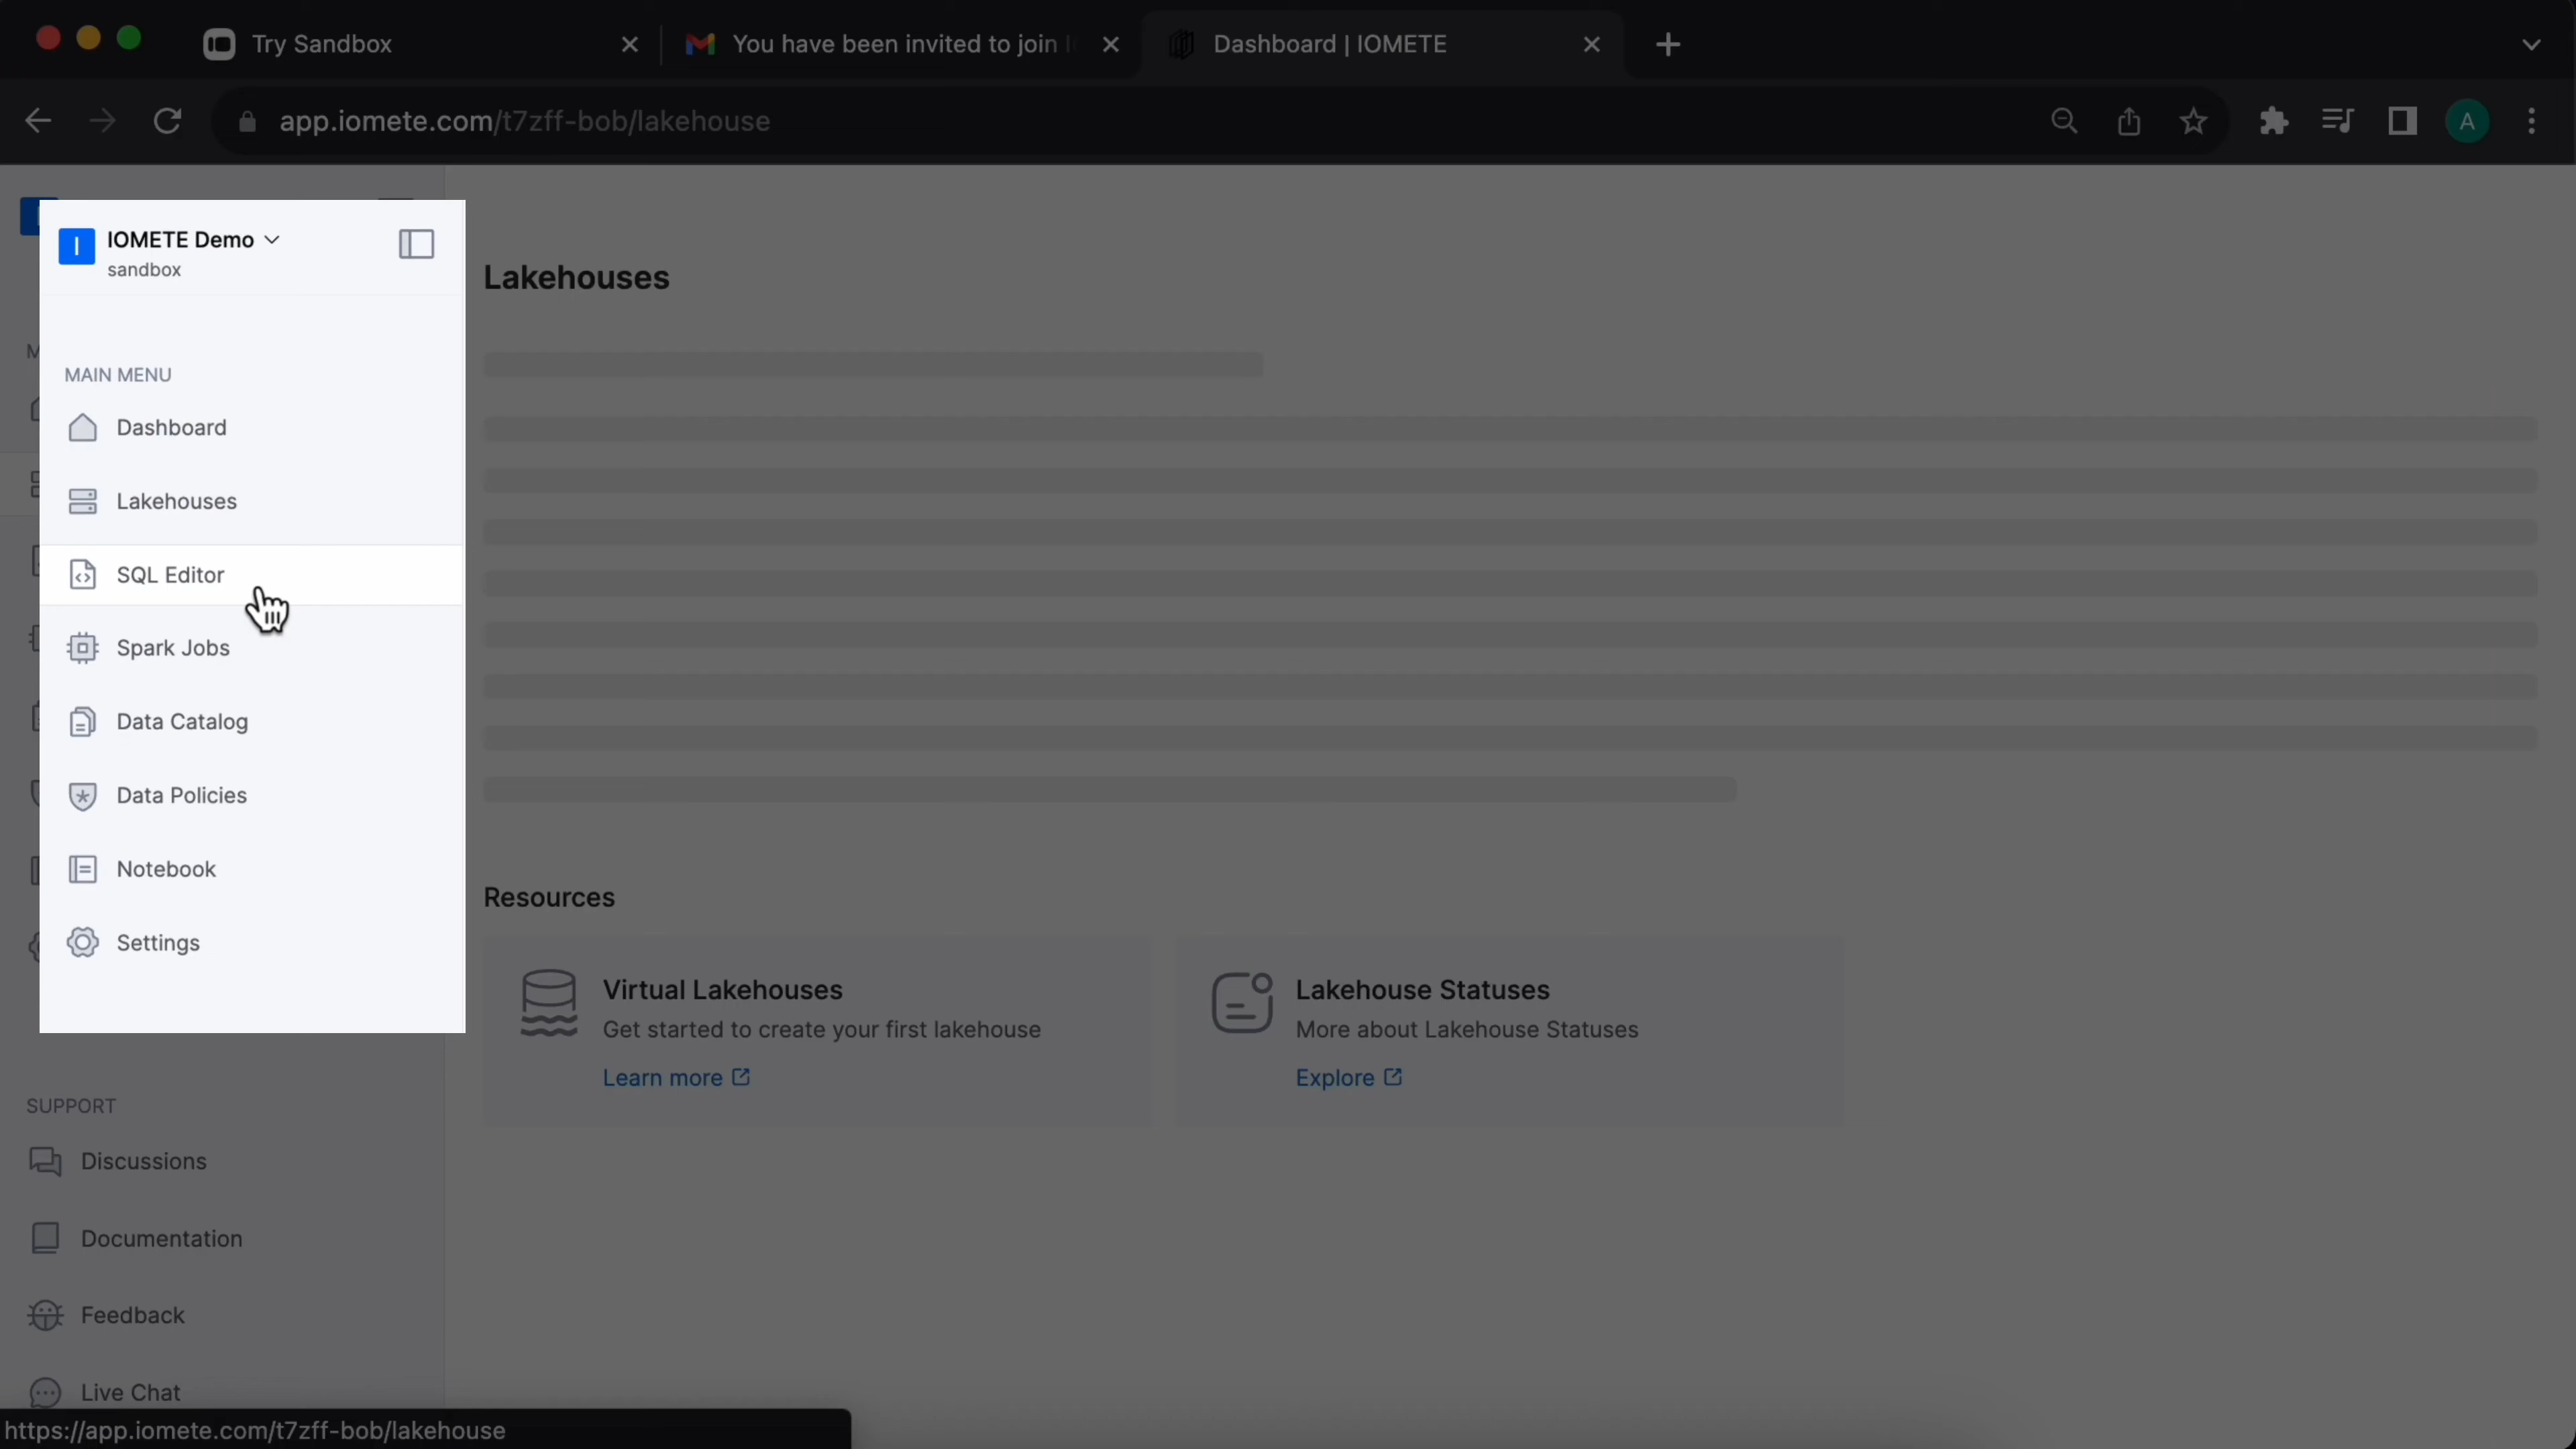 Try Sandbox
You have been invited to join
Dashboard | IOMETE
app.iomete.com/t7zff-bob/lakehouse
A
I
IOMETE Demo
sandbox
MAIN MENU
Dashboard
Lakehouses
SQL Editor
Spark Jobs
Data Catalog
Data Policies
Notebook
Settings
SUPPORT
Discussions
Documentation
Feedback
Live Chat
Lakehouses
Resources
Virtual Lakehouses
Get started to create your first lakehouse
Learn more
Lakehouse Statuses
More about Lakehouse Statuses
Explore
https://app.iomete.com/t7zff-bob/lakehouse